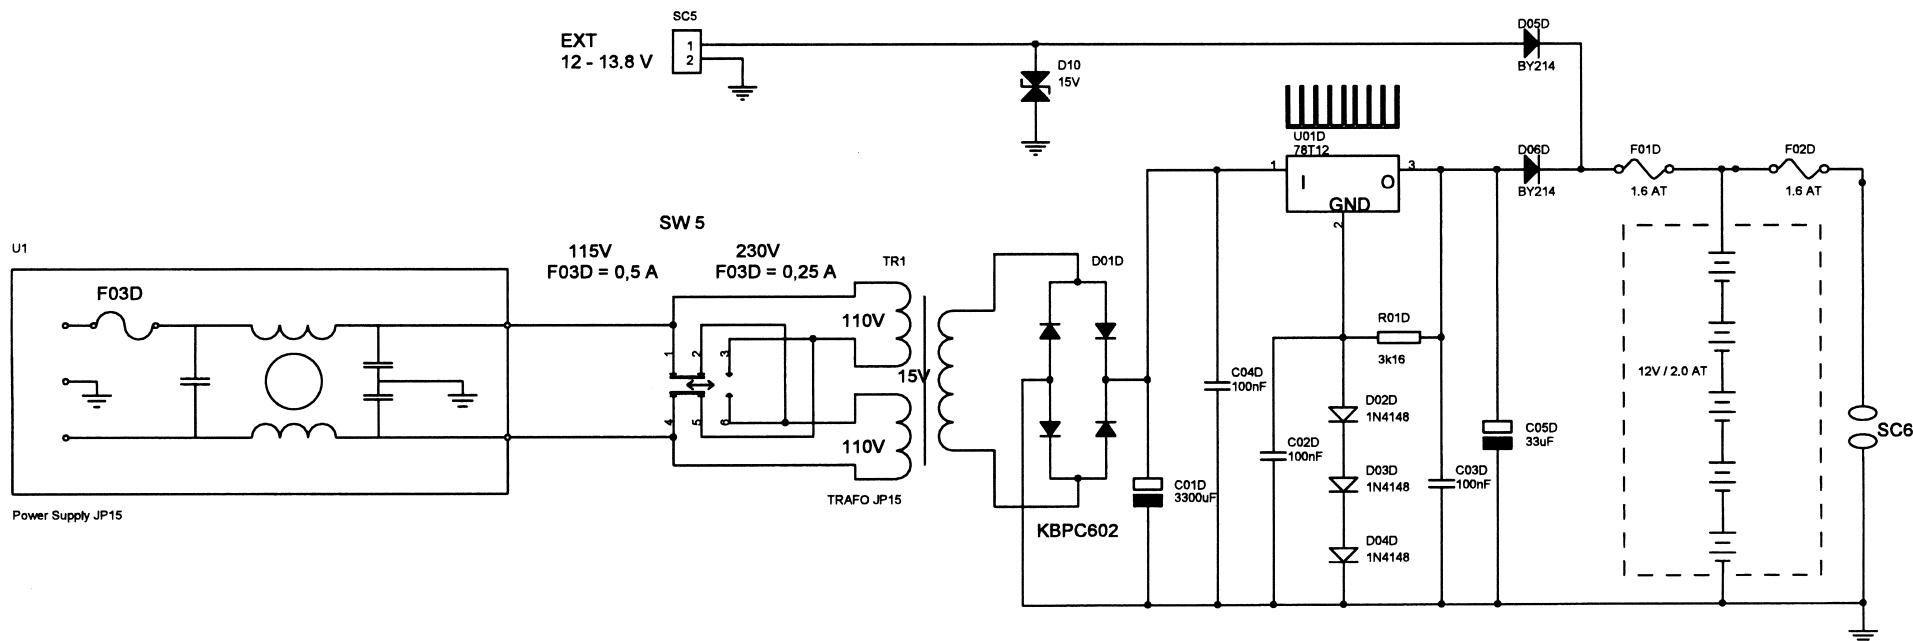 SC5
EXT
12 - 13.8 V
1
2
D10
15V
D05D
BY214
U01D
78T12
1
I
O
3
GND
2
D06D
BY214
F01D
1.6 AT
F02D
1.6 AT
SW 5
115V
F03D = 0,5 A
230V
F03D = 0,25 A
U1
F03D
Power Supply JP15
1
2
3
4
5
6
TR1
110V
15V
110V
TRAFO JP15
D01D
KBPC602
C01D
3300uF
C04D
100nF
C02D
100nF
R01D
3k16
D02D
1N4148
D03D
1N4148
D04D
1N4148
C03D
100nF
C05D
33uF
12V / 2.0 AT
SC6